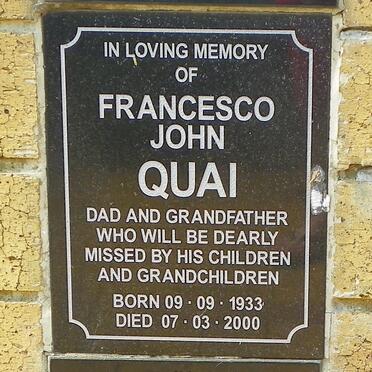 IN LOVING MEMORY
OF
FRANCESCO
JOHN
QUAI
DAD AND GRANDFATHER
WHO WILL BE DEARLY
MISSED BY HIS CHILDREN
AND GRANDCHILDREN
BORN 09 · 09 · 1933
DIED 07 · 03 · 2000